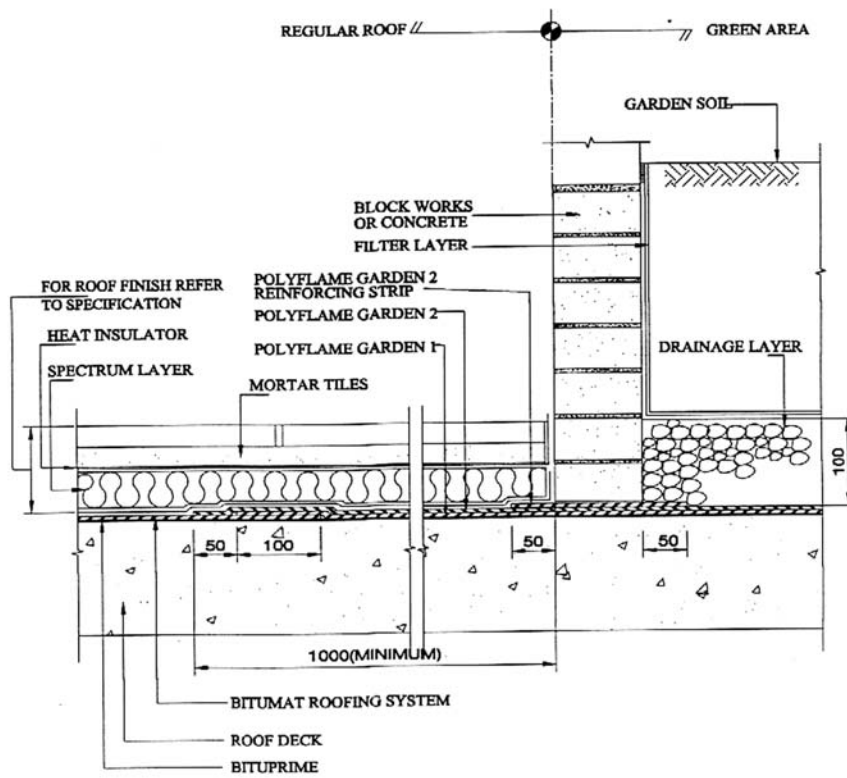 REGULAR ROOF
GREEN AREA
GARDEN SOIL
BLOCK WORKS
OR CONCRETE
FILTER LAYER
FOR ROOF FINISH REFER
TO SPECIFICATION
POLYFLAME GARDEN 2
REINFORCING STRIP
HEAT INSULATOR
POLYFLAME GARDEN 2
SPECTRUM LAYER
POLYFLAME GARDEN 1
DRAINAGE LAYER
MORTAR TILES
100
50
100
50
50
1000(MINIMUM)
BITUMAT ROOFING SYSTEM
ROOF DECK
BITUPRIME